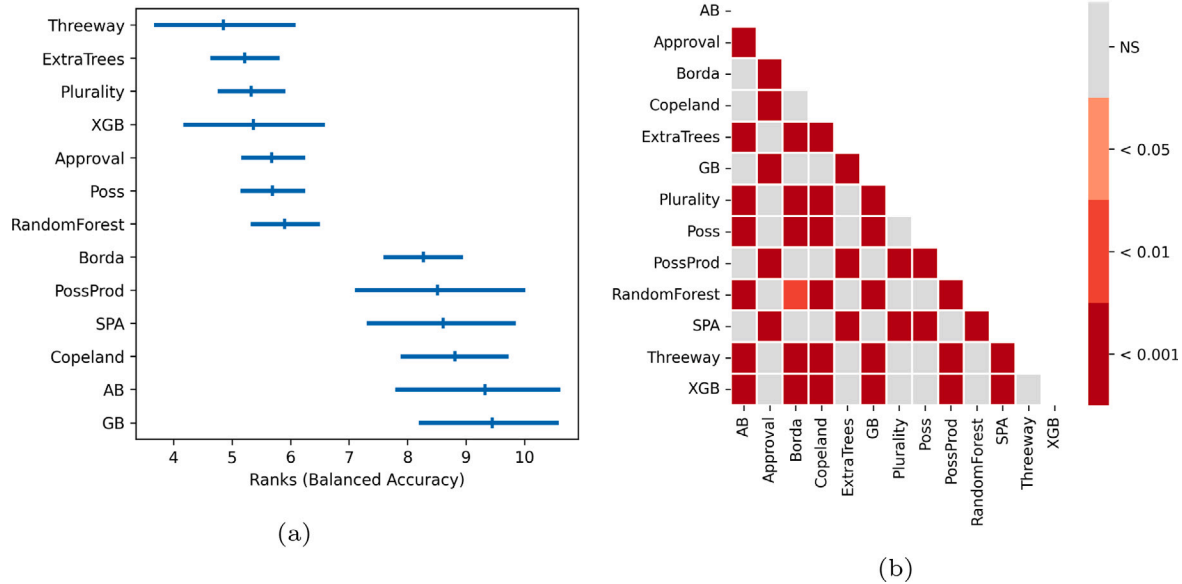 Threeway
ExtraTrees
Plurality
XGB
Approval
Poss
RandomForest
Borda
PossProd
SPA
Copeland
AB
GB
4 5 6 7 8 9 10
Ranks (Balanced Accuracy)
(a)
AB
Approval
Borda
Copeland
ExtraTrees
GB
Plurality
Poss
PossProd
RandomForest
SPA
Threeway
XGB
AB
Approval
Borda
Copeland
ExtraTrees
GB
Plurality
Poss
PossProd
RandomForest
SPA
Threeway
XGB
NS
< 0.05
< 0.01
< 0.001
(b)